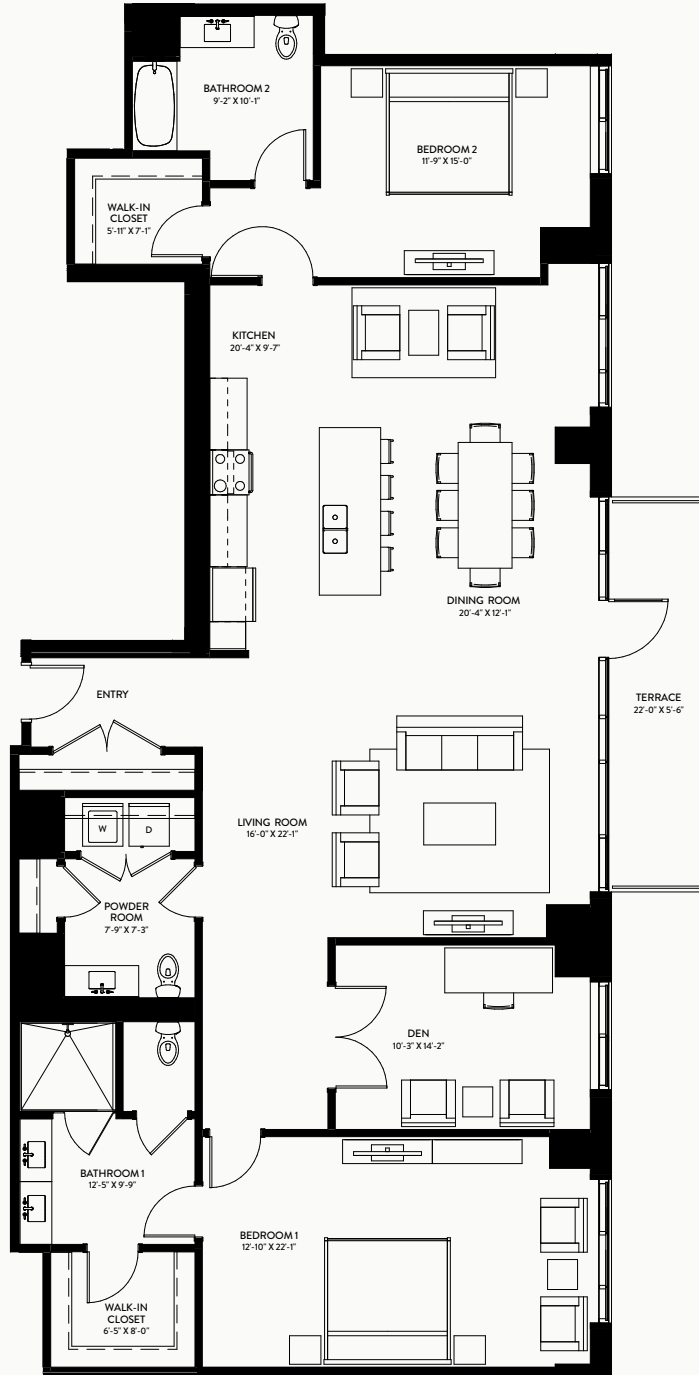 BATHROOM 2
9'-2" X 10'-1"
BEDROOM 2
11'-9" X 15'-0"
WALK-IN
CLOSET
5'-11" X 7'-1"
KITCHEN
20'-4" X 9'-7"
DINING ROOM
20'-4" X 12'-1"
ENTRY
TERRACE
22'-0" X 5'-6"
LIVING ROOM
16'-0" X 22'-1"
W
D
POWDER
ROOM
7'-9" X 7'-3"
DEN
10'-3" X 14'-2"
BATHROOM 1
12'-5" X 9'-9"
BEDROOM 1
12'-10" X 22'-1"
WALK-IN
CLOSET
6'-5" X 8'-0"